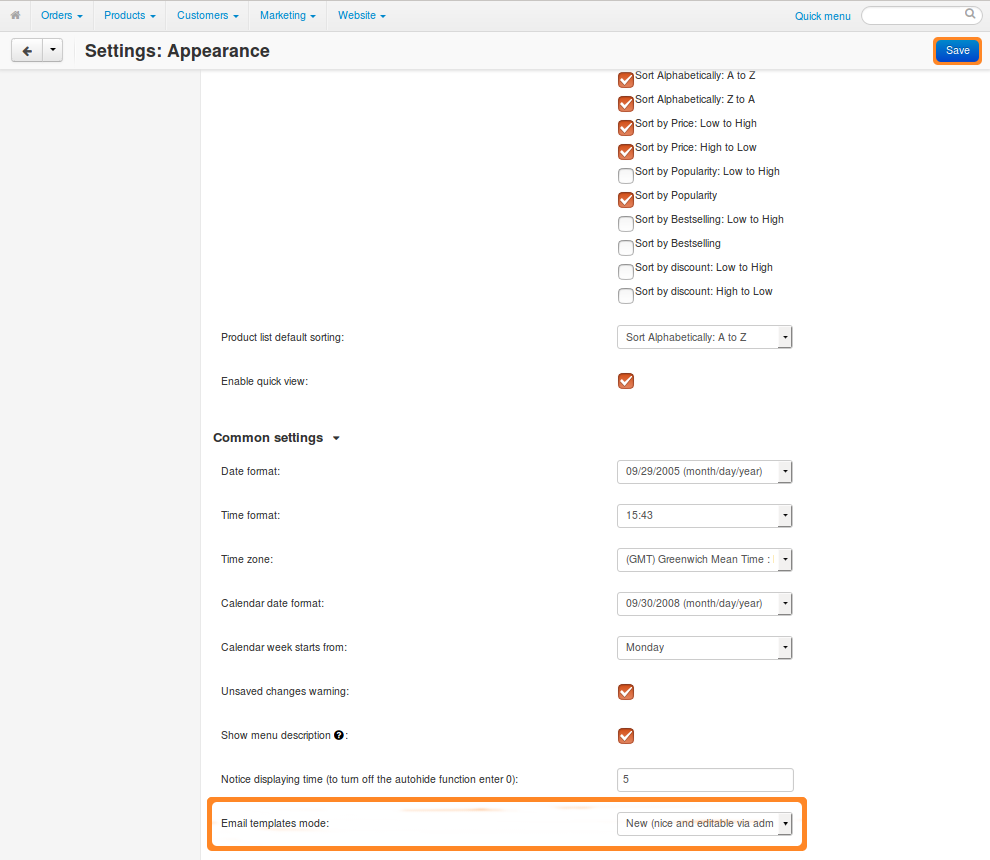 Orders Products Customers Marketing Website Quick menu
Settings: Appearance Save
Sort Alphabetically: A to Z
Sort Alphabetically: Z to A
Sort by Price: Low to High
Sort by Price: High to Low
Sort by Popularity: Low to High
Sort by Popularity
Sort by Bestselling: Low to High
Sort by Bestselling
Sort by discount: Low to High
Sort by discount: High to Low
Product list default sorting: Sort Alphabetically: A to Z
Enable quick view:
Common settings
Date format: 09/29/2005 (month/day/year)
Time format: 15:43
Time zone: (GMT) Greenwich Mean Time :
Calendar date format: 09/30/2008 (month/day/year)
Calendar week starts from: Monday
Unsaved changes warning:
Show menu description ?:
Notice displaying time (to turn off the autohide function enter 0): 5
Email templates mode: New (nice and editable via adm